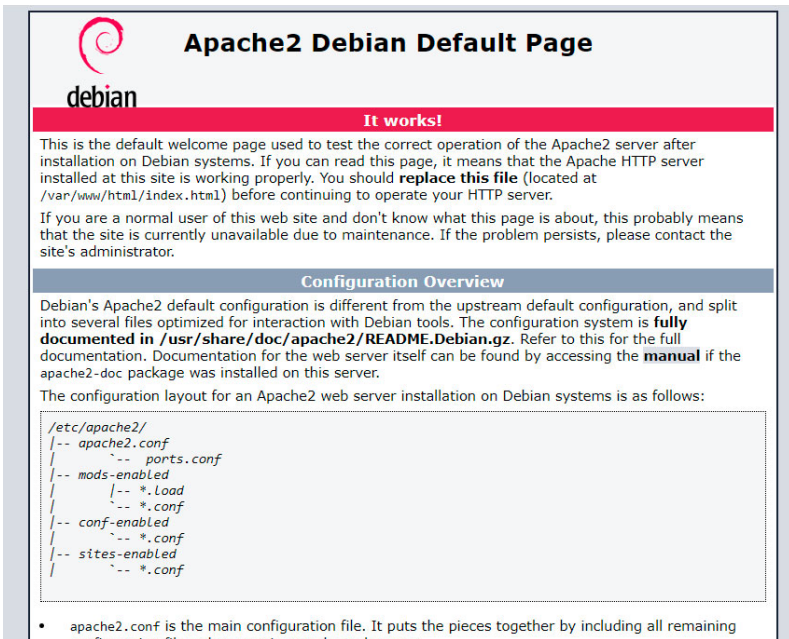 debian
Apache2 Debian Default Page
It works!
This is the default welcome page used to test the correct operation of the Apache2 server after
installation on Debian systems. If you can read this page, it means that the Apache HTTP server
installed at this site is working properly. You should replace this file (located at
/var/www/html/index.html) before continuing to operate your HTTP server.
If you are a normal user of this web site and don't know what this page is about, this probably means
that the site is currently unavailable due to maintenance. If the problem persists, please contact the
site's administrator.
Configuration Overview
Debian's Apache2 default configuration is different from the upstream default configuration, and split
into several files optimized for interaction with Debian tools. The configuration system is fully
documented in /usr/share/doc/apache2/README.Debian.gz. Refer to this for the full
documentation. Documentation for the web server itself can be found by accessing the manual if the
apache2-doc package was installed on this server.
The configuration layout for an Apache2 web server installation on Debian systems is as follows:
/etc/apache2/
|-- apache2.conf
|       `--  ports.conf
|-- mods-enabled
|       |-- *.load
|       `-- *.conf
|-- conf-enabled
|       `-- *.conf
|-- sites-enabled
|       `-- *.conf
• apache2.conf is the main configuration file. It puts the pieces together by including all remaining